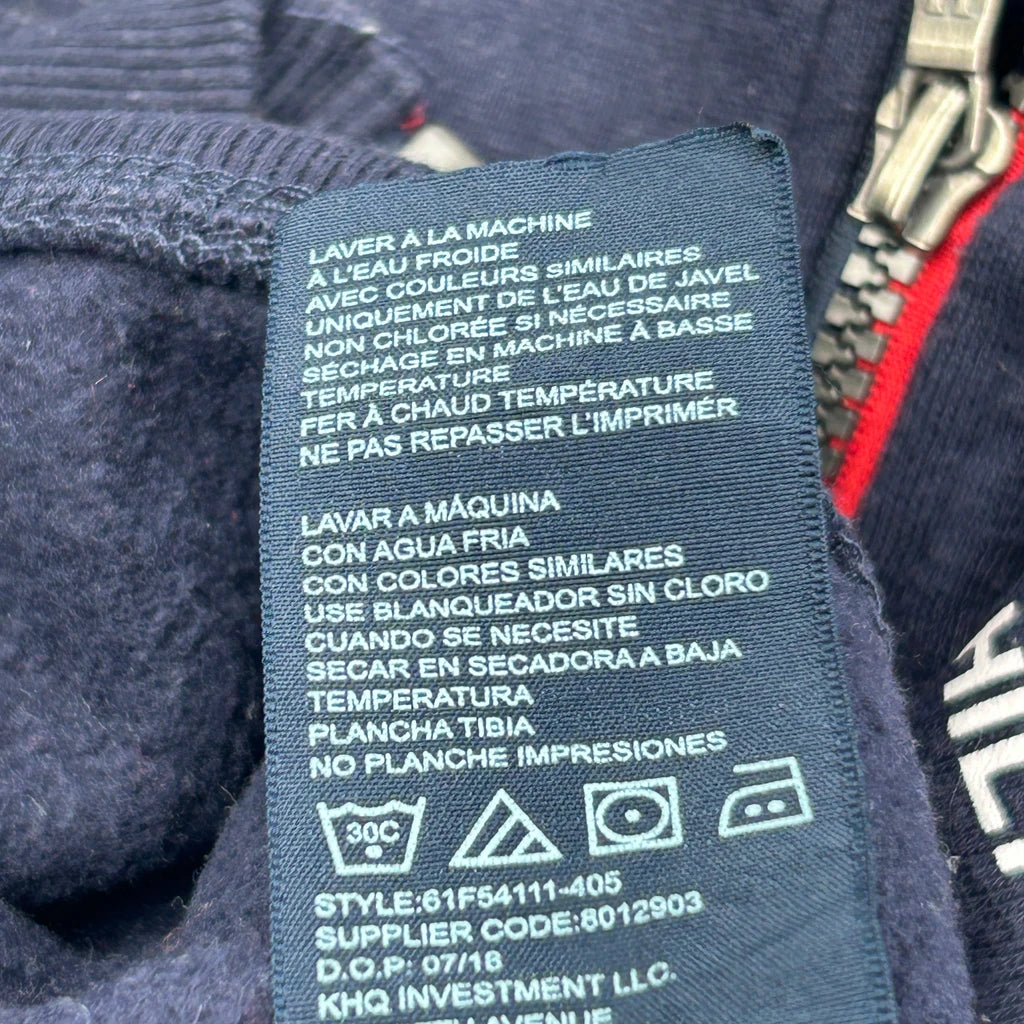 LAVER À LA MACHINE
À L'EAU FROIDE
AVEC COULEURS SIMILAIRES
UNIQUEMENT DE L'EAU DE JAVEL
NON CHLORÉE SI NÉCESSAIRE
SÉCHAGE EN MACHINE À BASSE
TEMPERATURE
FER À CHAUD TEMPÉRATURE
NE PAS REPASSER L'IMPRIMÉR
LAVAR A MÁQUINA
CON AGUA FRIA
CON COLORES SIMILARES
USE BLANQUEADOR SIN CLORO
CUANDO SE NECESITE
SECAR EN SECADORA A BAJA
TEMPERATURA
PLANCHA TIBIA
NO PLANCHE IMPRESIONES
30C
STYLE:61F54111-405
SUPPLIER CODE:8012903
D.O.P: 07/18
KHQ INVESTMENT LLC.
AVENUE